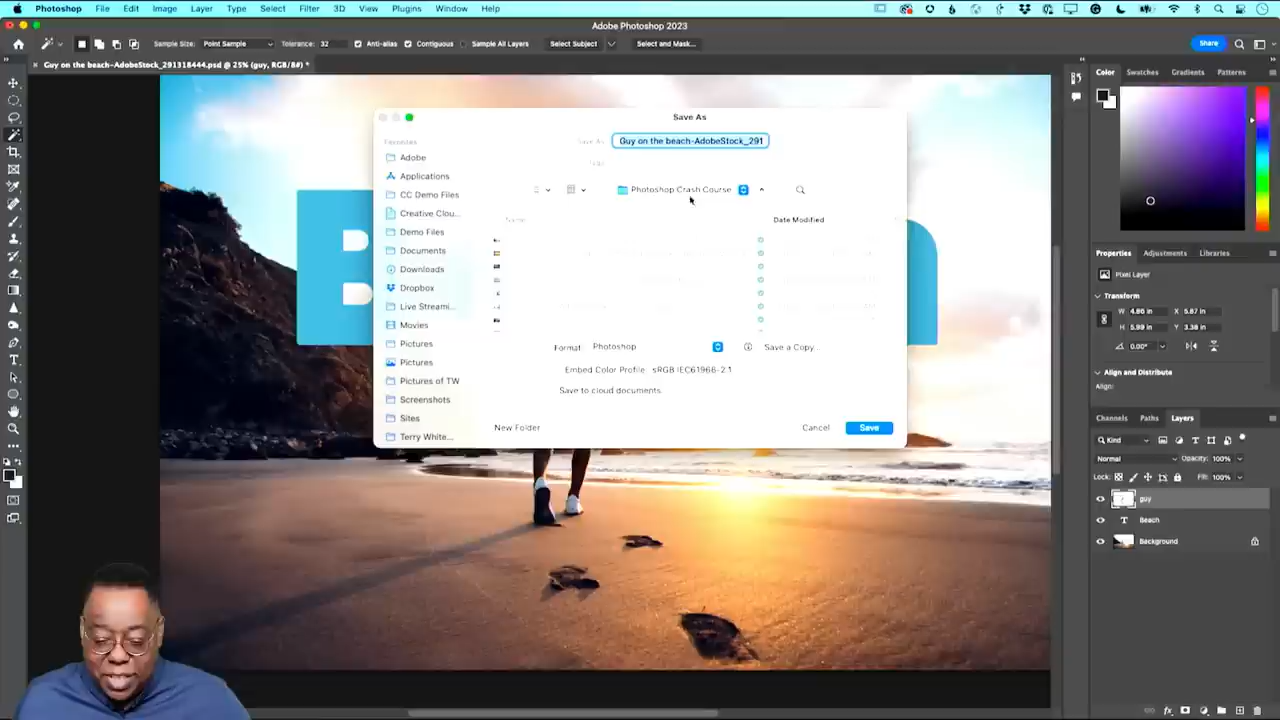 Photoshop File Edit Image Layer Type Select Filter 3D View Plugins Window Help
Adobe Photoshop 2023
Sample Size: Point Sample Tolerance: 32 Anti-alias Contiguous Sample All Layers Select Subject Select and Mask... Share
Guy on the beach-AdobeStock_291318444.psd @ 25% (guy, RGB/8#) *
Color Swatches Gradients Patterns
Save As
Save As: Guy on the beach-AdobeStock_291
Tags:
Photoshop Crash Course
Name Date Modified
Favorites
Adobe
Applications
CC Demo Files
Creative Clou...
Demo Files
Documents
Downloads
Dropbox
Live Streami...
Movies
Pictures
Pictures
Pictures of TW
Screenshots
Sites
Terry White...
Format: Photoshop Save a Copy...
Embed Color Profile: sRGB IEC61966-2.1
Save to cloud documents
New Folder Cancel Save
B
Properties Adjustments Libraries
Pixel Layer
Transform
W: 4.86 in X: 5.87 in
H: 5.99 in Y: 3.38 in
0.00°
Align and Distribute
Align:
Channels Paths Layers
Kind
Normal Opacity: 100%
Lock: Fill: 100%
guy
T Beach
Background